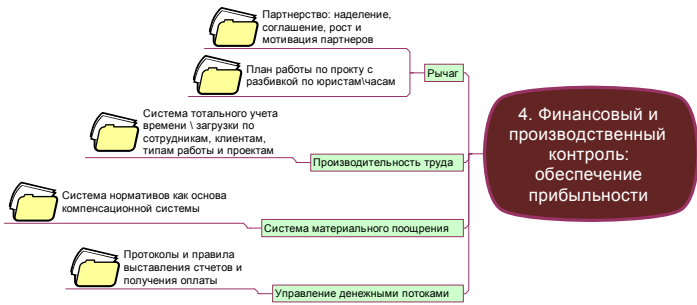 Партнерство: наделение,
соглашение, рост и
мотивация партнеров
План работы по прокту с
разбивкой по юристам\часам
Рычаг
Система тотального учета
времени \ загрузки по
сотрудникам, клиентам,
типам работы и проектам
Производительность труда
Система нормативов как основа
компенсационной системы
Система материального поощрения
Протоколы и правила
выставления стчетов и
получения оплаты
Управление денежными потоками
4. Финансовый и
производственный
контроль:
обеспечение
прибыльности